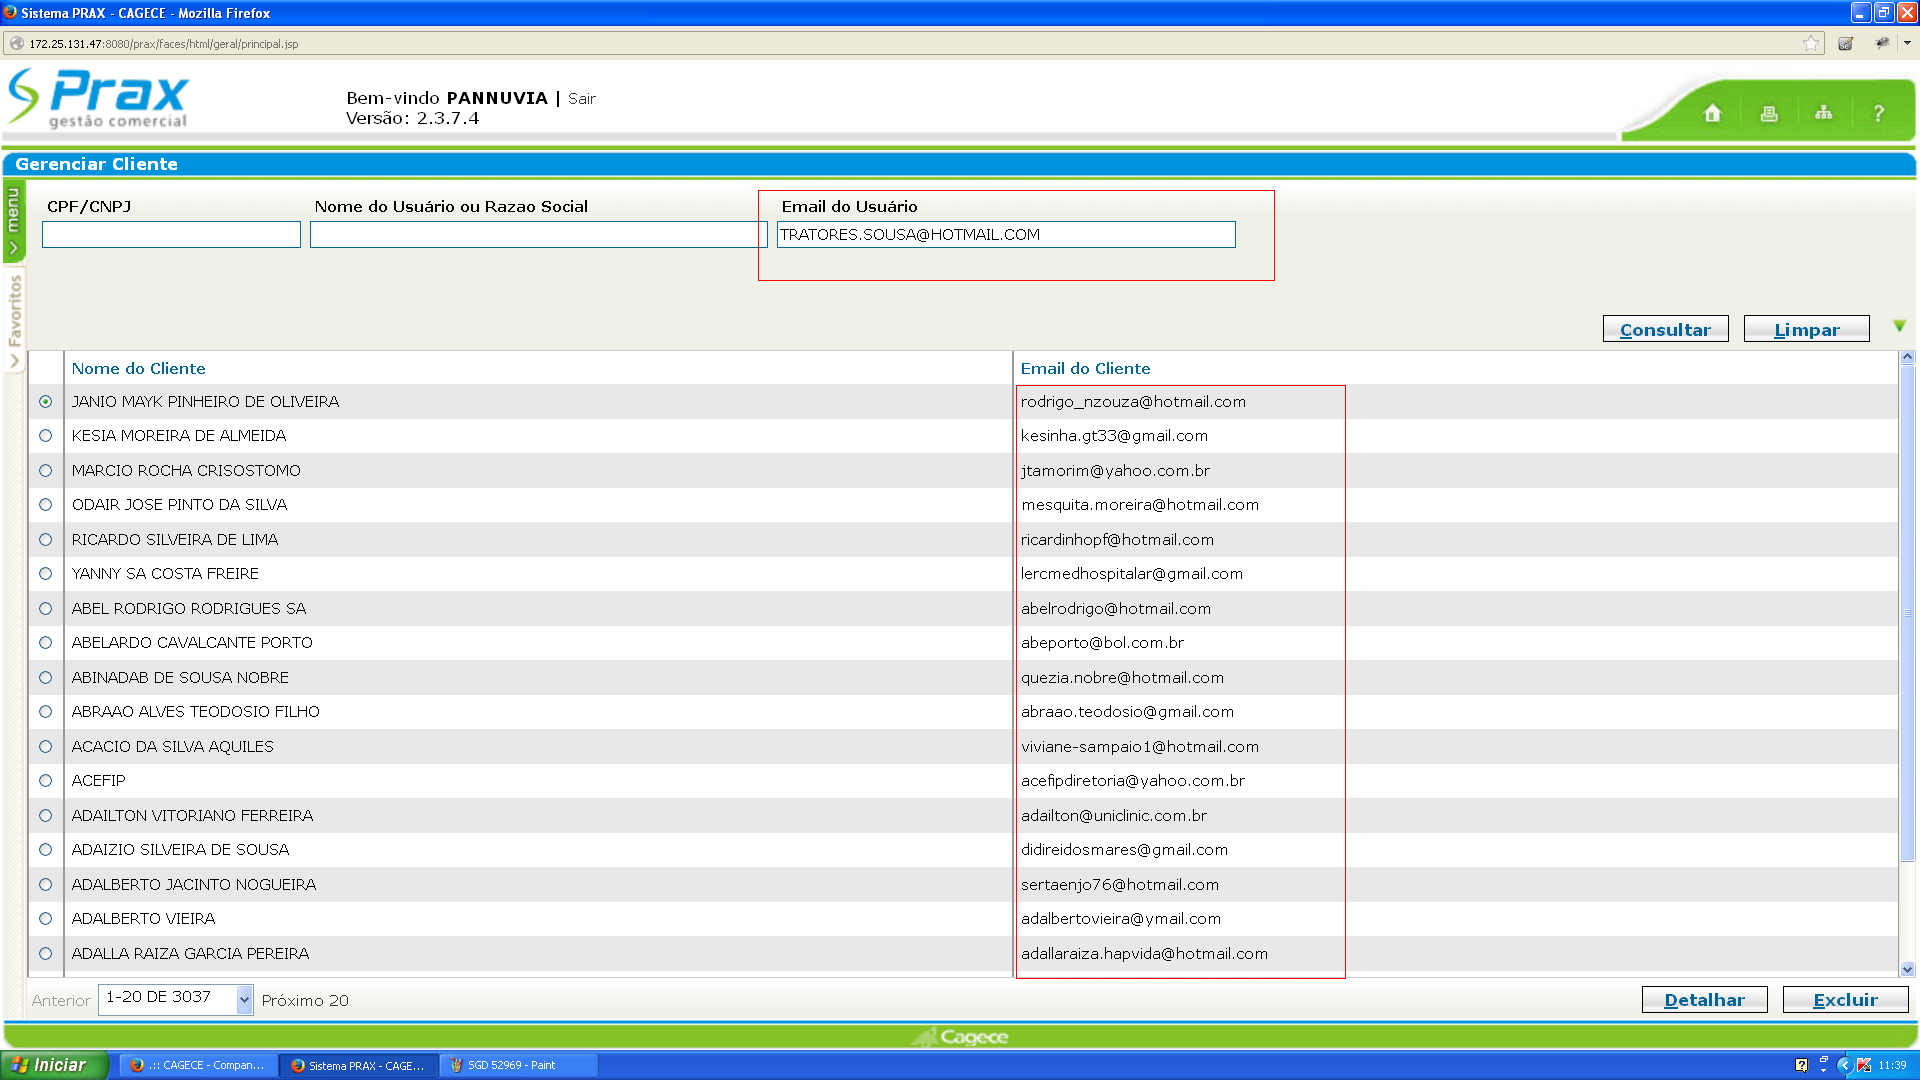 Sistema PRAX - CAGECE - Mozilla Firefox
172.25.131.47:8080/prax/faces/html/geral/principal.jsp
Prax
gestão comercial
Bem-vindo PANNUVIA | Sair
Versão: 2.3.7.4
?
Gerenciar Cliente
> menu
> Favoritos
CPF/CNPJ
Nome do Usuário ou Razao Social
Email do Usuário
TRATORES.SOUSA@HOTMAIL.COM
Consultar
Limpar
Nome do Cliente Email do Cliente
JANIO MAYK PINHEIRO DE OLIVEIRA rodrigo_nzouza@hotmail.com
KESIA MOREIRA DE ALMEIDA kesinha.gt33@gmail.com
MARCIO ROCHA CRISOSTOMO jtamorim@yahoo.com.br
ODAIR JOSE PINTO DA SILVA mesquita.moreira@hotmail.com
RICARDO SILVEIRA DE LIMA ricardinhopf@hotmail.com
YANNY SA COSTA FREIRE lercmedhospitalar@gmail.com
ABEL RODRIGO RODRIGUES SA abelrodrigo@hotmail.com
ABELARDO CAVALCANTE PORTO abeporto@bol.com.br
ABINADAB DE SOUSA NOBRE quezia.nobre@hotmail.com
ABRAAO ALVES TEODOSIO FILHO abraao.teodosio@gmail.com
ACACIO DA SILVA AQUILES viviane-sampaio1@hotmail.com
ACEFIP acefipdiretoria@yahoo.com.br
ADAILTON VITORIANO FERREIRA adailton@uniclinic.com.br
ADAIZIO SILVEIRA DE SOUSA didireidosmares@gmail.com
ADALBERTO JACINTO NOGUEIRA sertaenjo76@hotmail.com
ADALBERTO VIEIRA adalbertovieira@ymail.com
ADALLA RAIZA GARCIA PEREIRA adallaraiza.hapvida@hotmail.com
Anterior 1-20 DE 3037 Próximo 20
Detalhar
Excluir
Cagece
Iniciar
.:: CAGECE - Compan...
Sistema PRAX - CAGE...
SGD 52969 - Paint
11:39